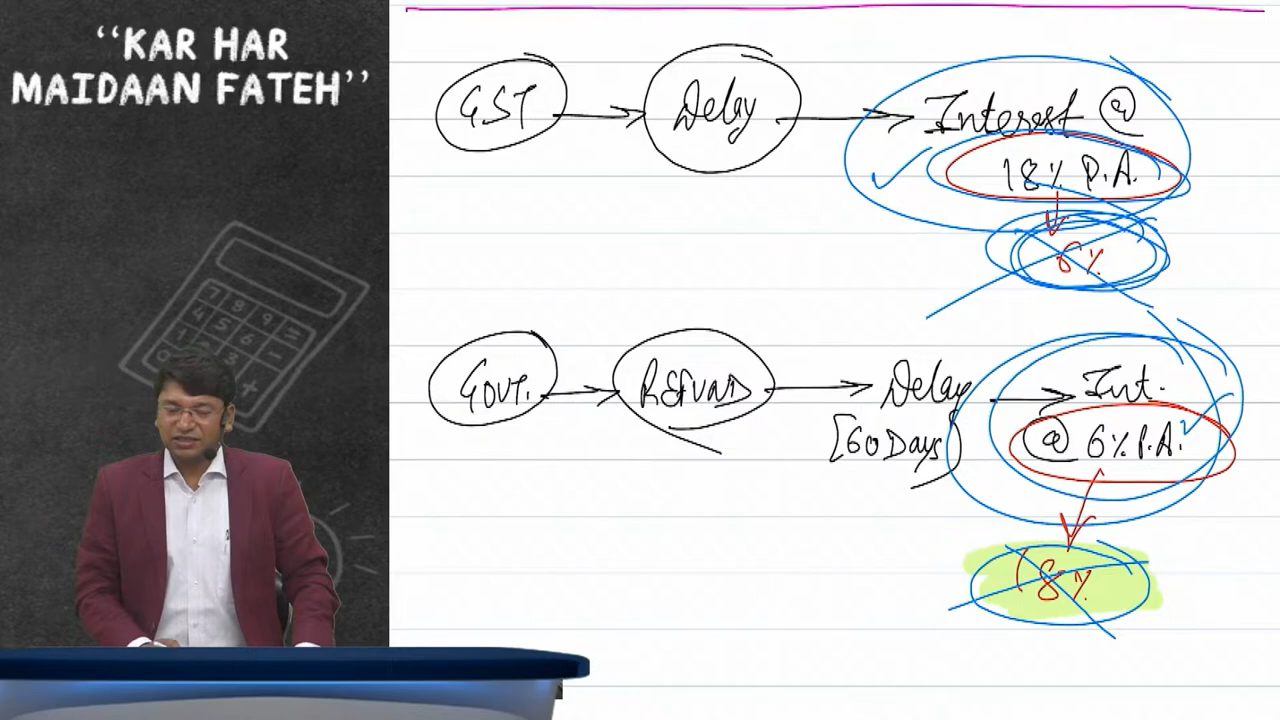 “KAR HAR
MAIDAAN FATEH”
GST → Delay → Interest @
18% P.A.
6%
GOVT. → REFUND → Delay → Int.
[60 Days) @ 6% P.A.
18%